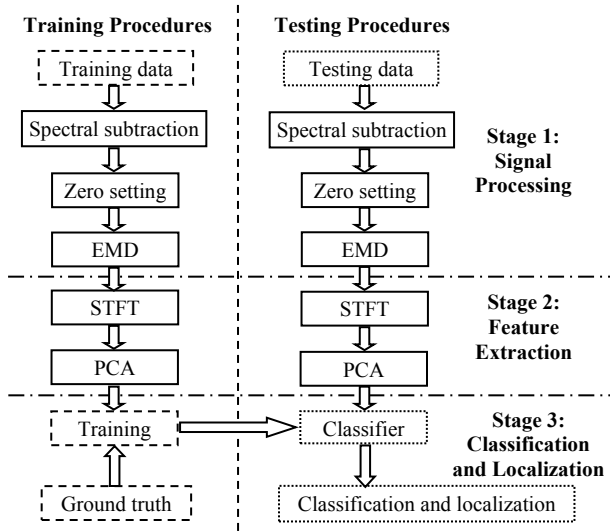 Training Procedures
Testing Procedures
Training data
Testing data
Spectral subtraction
Spectral subtraction
Stage 1:
Signal
Processing
Zero setting
Zero setting
EMD
EMD
STFT
STFT
Stage 2:
Feature
Extraction
PCA
PCA
Training
Classifier
Stage 3:
Classification
and Localization
Ground truth
Classification and localization